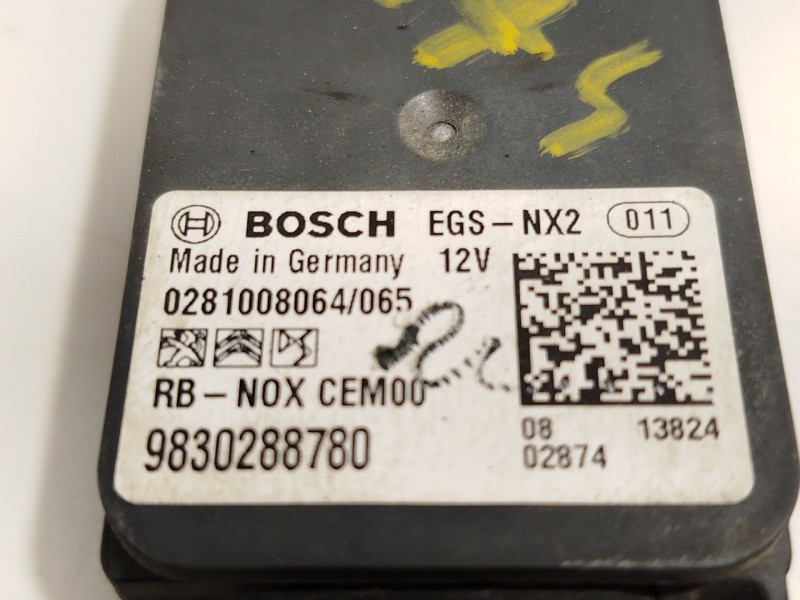 BOSCH EGS-NX2 011
Made in Germany 12V
0281008064/065
RB-NOX CEM00
9830288780
08 13824
02874